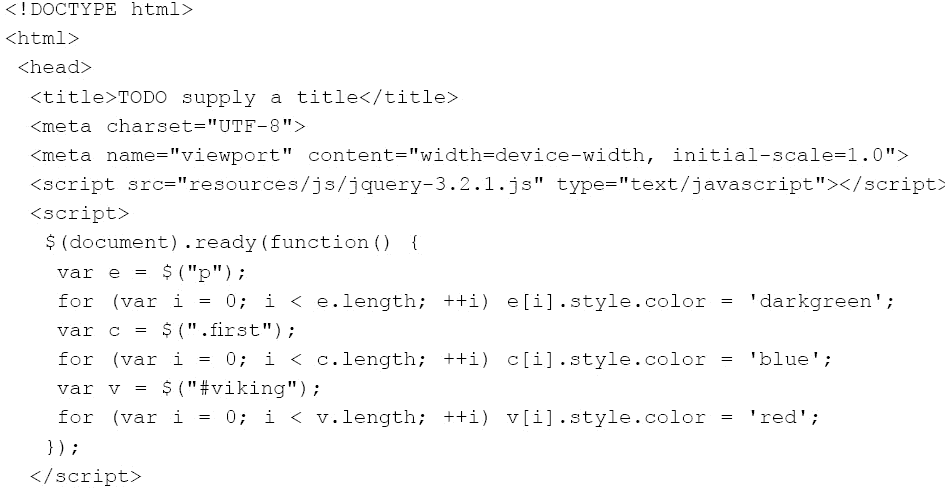 <!DOCTYPE html>
<html>
<head>
<title>TODO supply a title</title>
<meta charset="UTF-8">
<meta name="viewport" content="width=device-width, initial-scale=1.0">
<script src="resources/js/jquery-3.2.1.js" type="text/javascript"></script>
<script>
$(document).ready(function() {
var e = $("p");
for (var i = 0; i < e.length; ++i) e[i].style.color = 'darkgreen';
var c = $(".first");
for (var i = 0; i < c.length; ++i) c[i].style.color = 'blue';
var v = $("#viking");
for (var i = 0; i < v.length; ++i) v[i].style.color = 'red';
});
</script>